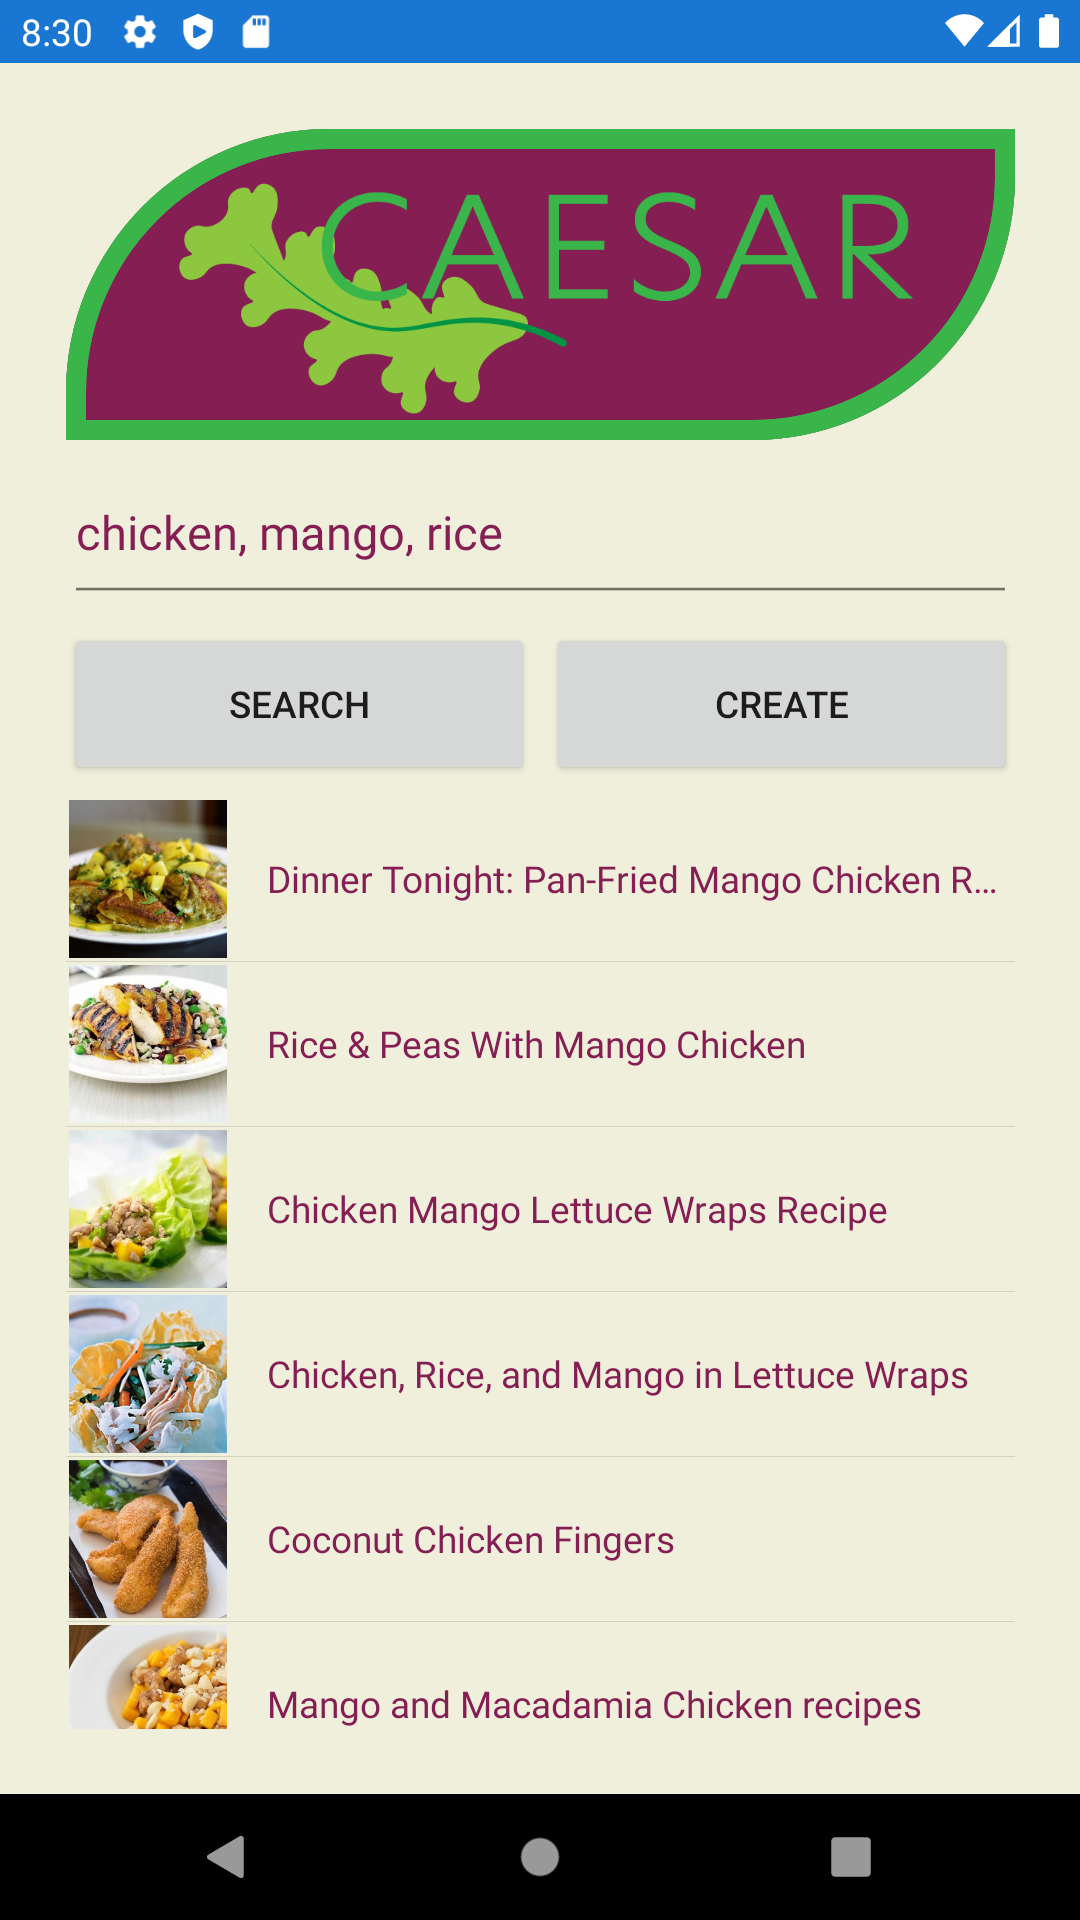 8:30
CAESAR
chicken, mango, rice
SEARCH
CREATE
Dinner Tonight: Pan-Fried Mango Chicken R...
Rice & Peas With Mango Chicken
Chicken Mango Lettuce Wraps Recipe
Chicken, Rice, and Mango in Lettuce Wraps
Coconut Chicken Fingers
Mango and Macadamia Chicken recipes